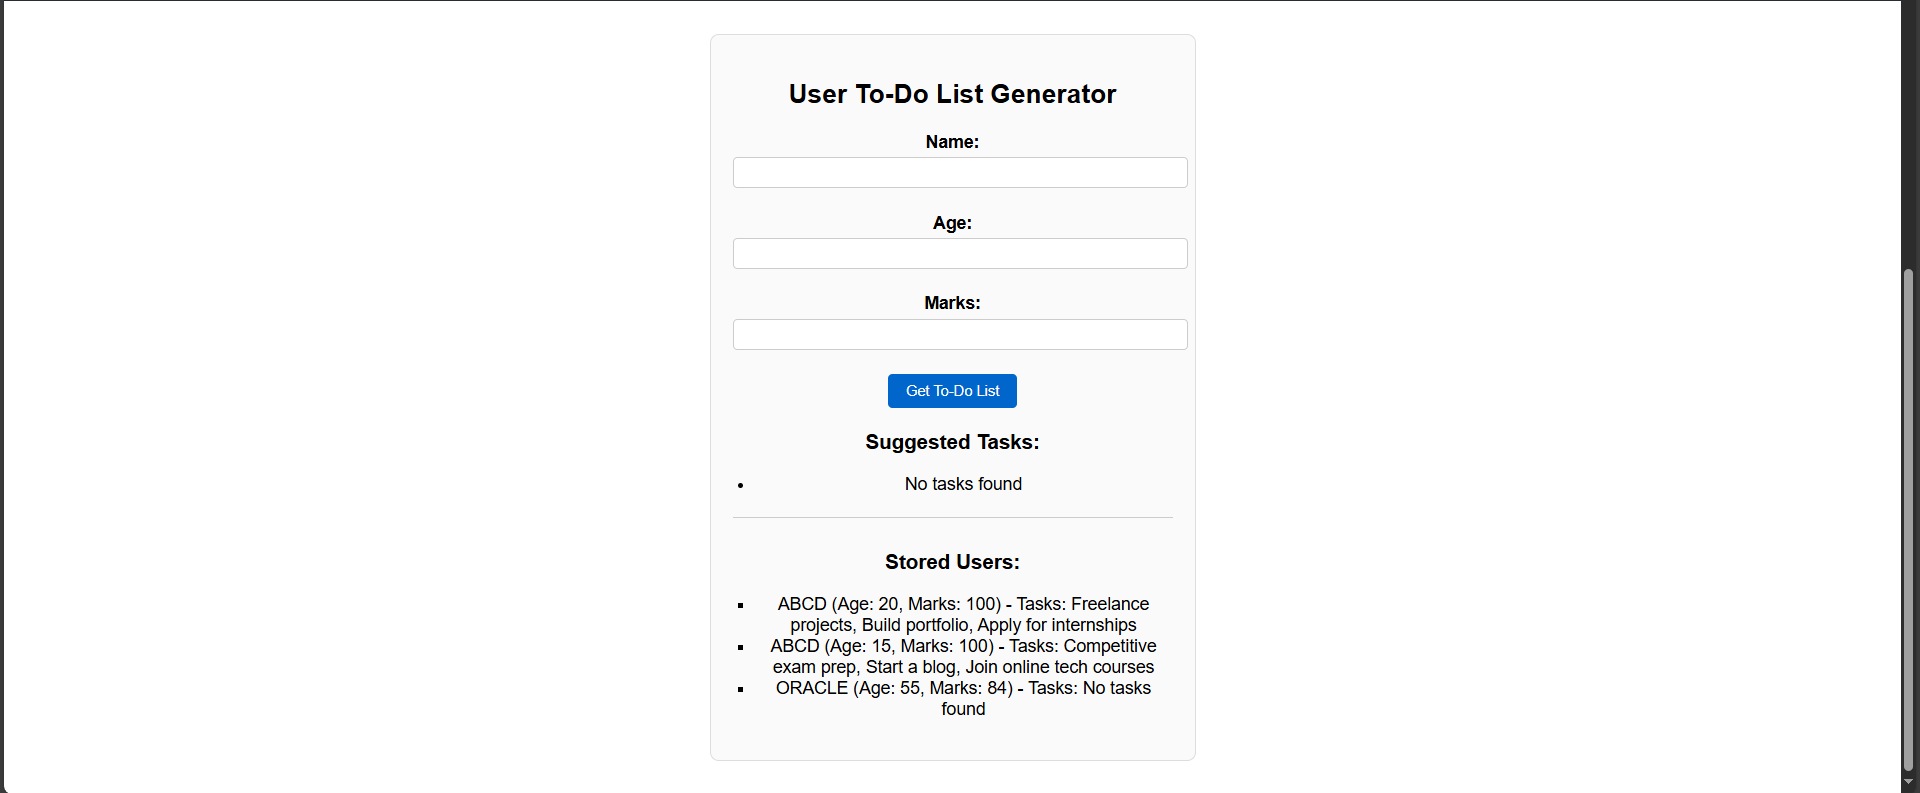 User To-Do List Generator
Name:
Age:
Marks:
Get To-Do List
Suggested Tasks:
No tasks found
Stored Users:
ABCD (Age: 20, Marks: 100) - Tasks: Freelance
projects, Build portfolio, Apply for internships
ABCD (Age: 15, Marks: 100) - Tasks: Competitive
exam prep, Start a blog, Join online tech courses
ORACLE (Age: 55, Marks: 84) - Tasks: No tasks
found